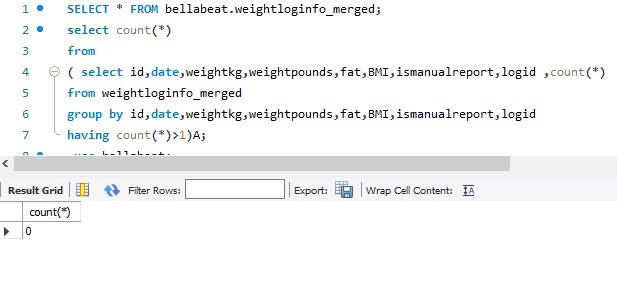 1 SELECT * FROM bellabeat.weightloginfo_merged;
2 select count(*)
3 from
4 ( select id,date,weightkg,weightpounds,fat,BMI,ismanualreport,logid ,count(*)
5 from weightloginfo_merged
6 group by id,date,weightkg,weightpounds,fat,BMI,ismanualreport,logid
7 having count(*)>1)A;
Result Grid Filter Rows: Export: Wrap Cell Content: IA
count(*)
0